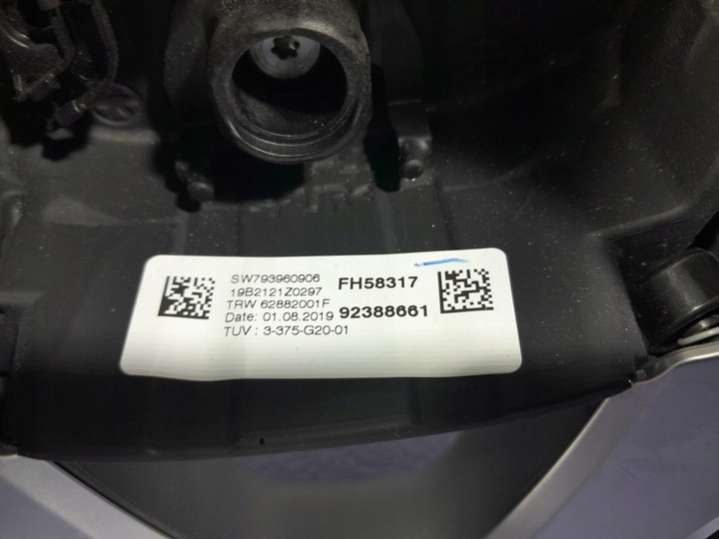 SW793960906
19B2121Z0297
TRW 62882001F
Date: 01.08.2019
TUV : 3-375-G20-01
FH58317
92388661